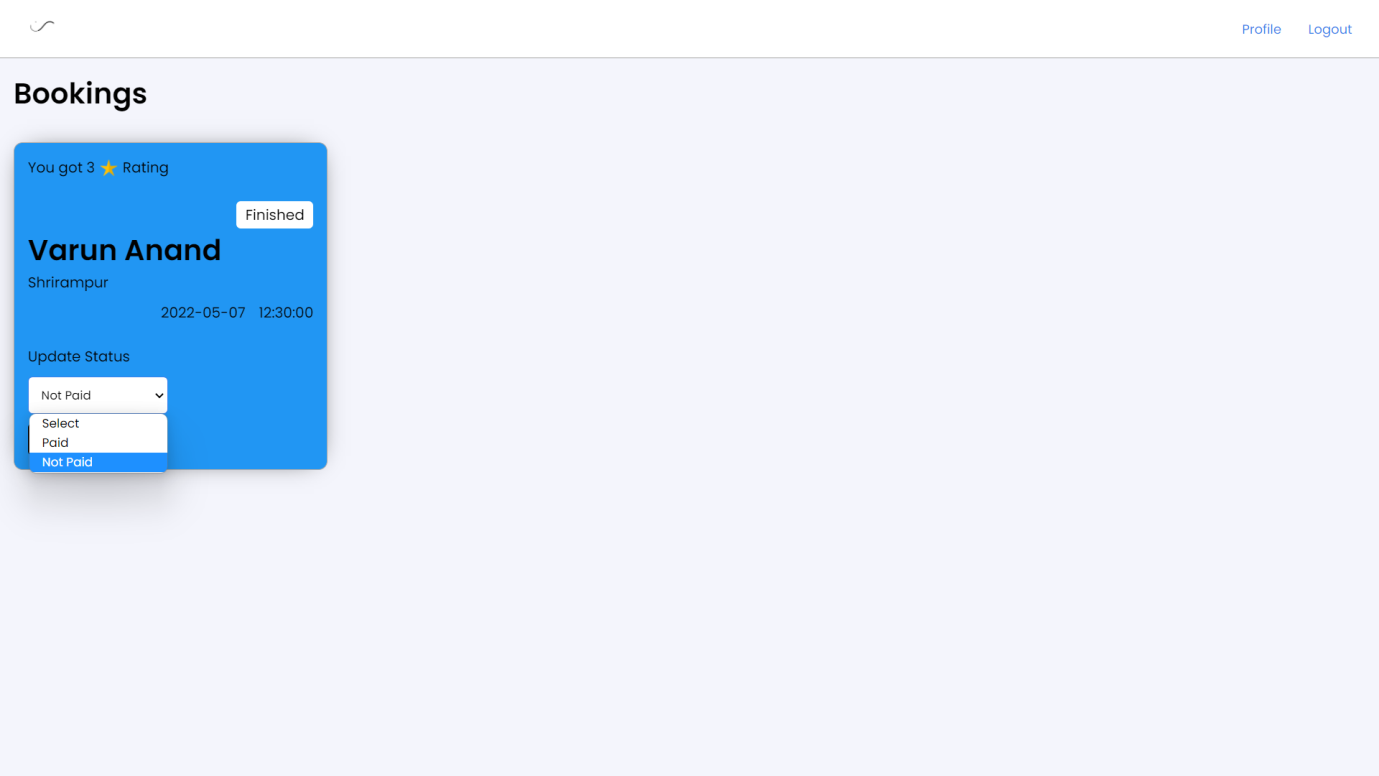 Profile Logout
Bookings
You got 3 ⭐ Rating
Finished
Varun Anand
Shrirampur
2022-05-07 12:30:00
Update Status
Not Paid
Select
Paid
Not Paid